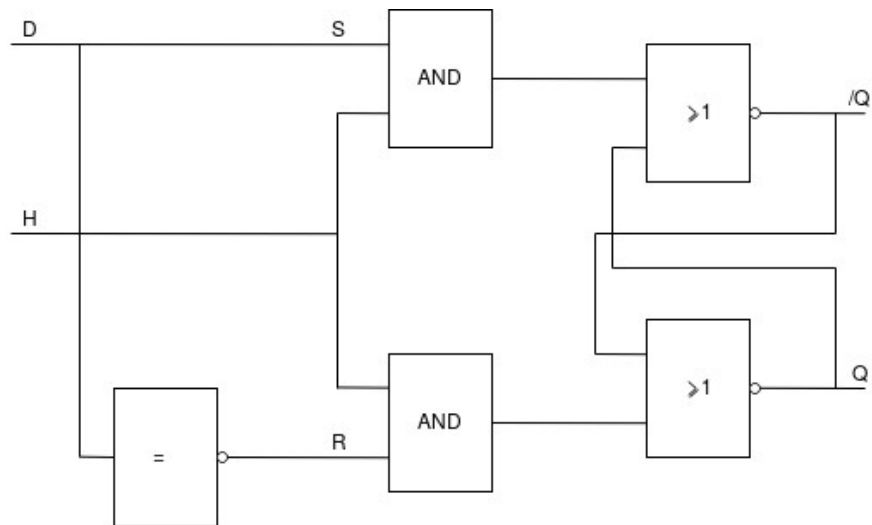 D
S
AND
⩾1
/Q
H
AND
⩾1
Q
=
R